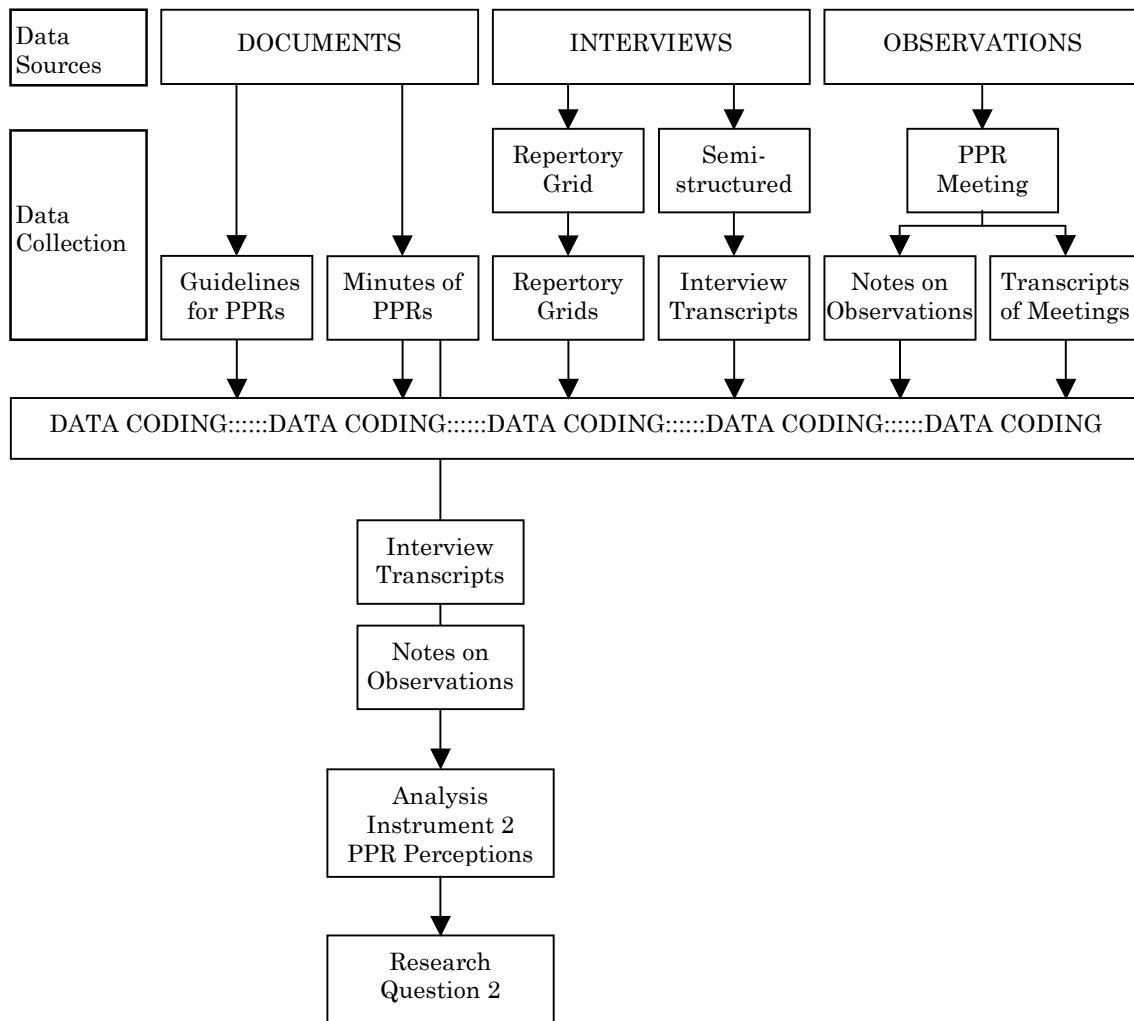 Data
Sources
DOCUMENTS
INTERVIEWS
OBSERVATIONS
Data
Collection
Repertory
Grid
Semi-
structured
PPR
Meeting
Guidelines
for PPRs
Minutes of
PPRs
Repertory
Grids
Interview
Transcripts
Notes on
Observations
Transcripts
of Meetings
DATA CODING::::::DATA CODING::::::DATA CODING::::::DATA CODING::::::DATA CODING
Interview
Transcripts
Notes on
Observations
Analysis
Instrument 2
PPR Perceptions
Research
Question 2